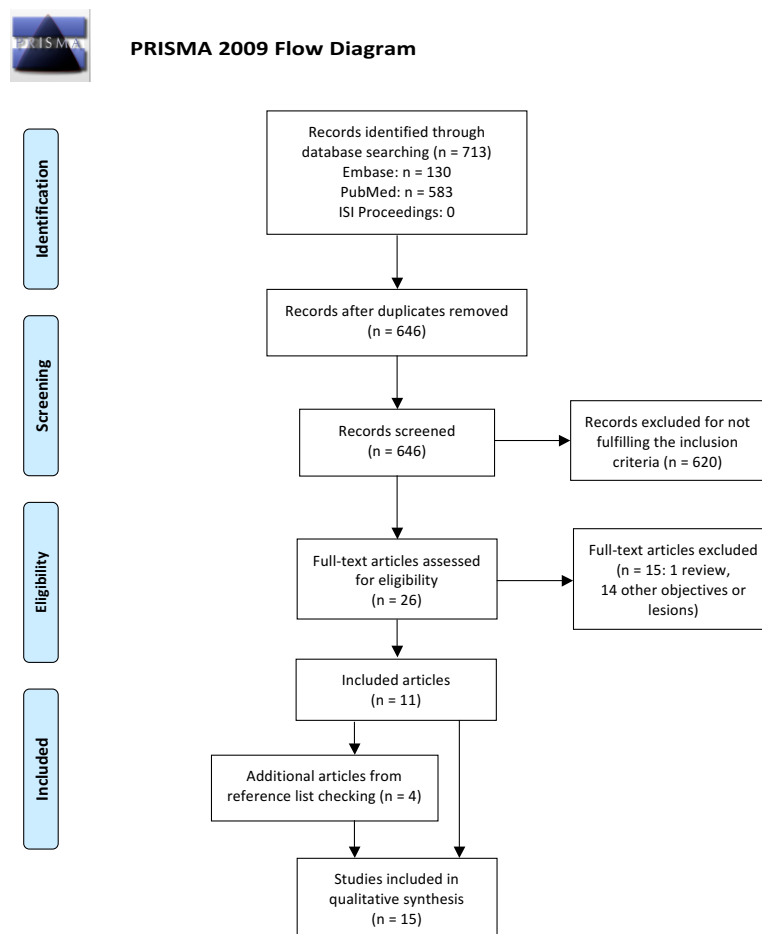 PRISMA
PRISMA 2009 Flow Diagram
Identification
Records identified through
database searching (n = 713)
Embase: n = 130
PubMed: n = 583
ISI Proceedings: 0
Records after duplicates removed
(n = 646)
Screening
Records screened
(n = 646)
Records excluded for not
fulfilling the inclusion
criteria (n = 620)
Eligibility
Full-text articles assessed
for eligibility
(n = 26)
Full-text articles excluded
(n = 15: 1 review,
14 other objectives or
lesions)
Included articles
(n = 11)
Included
Additional articles from
reference list checking (n = 4)
Studies included in
qualitative synthesis
(n = 15)